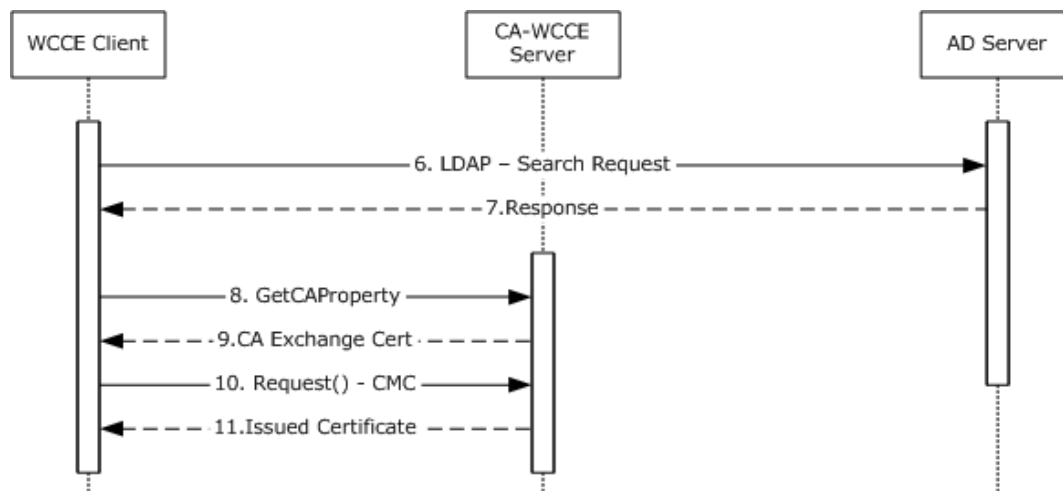 WCCE Client
CA-WCCE
Server
AD Server
6. LDAP – Search Request
7.Response
8. GetCAProperty
9.CA Exchange Cert
10. Request() - CMC
11.Issued Certificate